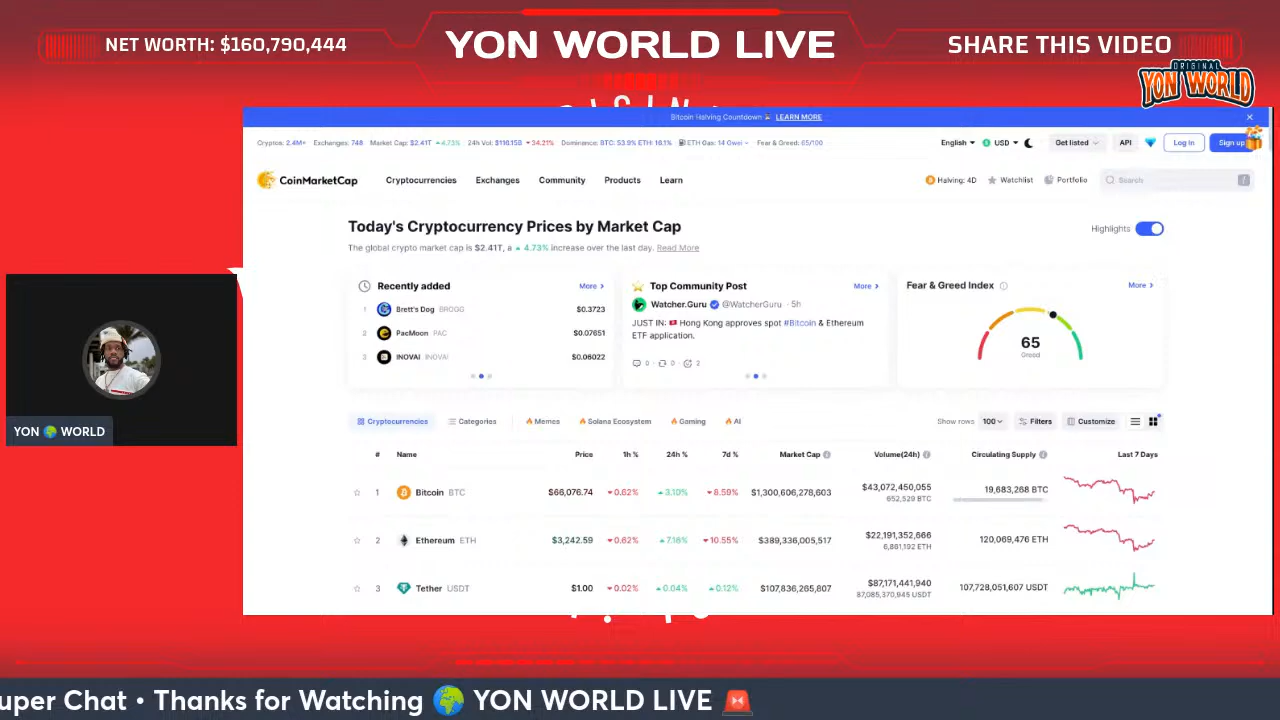 NET WORTH: $160,790,444
YON WORLD LIVE
SHARE THIS VIDEO
ORIGINAL
YON WORLD
Bitcoin Halving Countdown LEARN MORE
Cryptos: 2.4M+ Exchanges: 748 Market Cap: $2.41T 4.73% 24h Vol: $116.15B 34.21% Dominance: BTC: 53.9% ETH: 16.1% ETH Gas: 14 Gwei Fear & Greed: 65/100
English USD Get listed API Log In Sign up
CoinMarketCap Cryptocurrencies Exchanges Community Products Learn
Halving: 4D Watchlist Portfolio Search /
Today's Cryptocurrency Prices by Market Cap
Highlights
The global crypto market cap is $2.41T, a 4.73% increase over the last day. Read More
Recently added More >
1 Brett's Dog BROGG $0.3723
2 PacMoon PAC $0.07651
3 INOVAI INOVAI $0.06022
Top Community Post More >
Watcher.Guru @WatcherGuru · 5h
JUST IN: 🇭🇰 Hong Kong approves spot #Bitcoin & Ethereum
ETF application.
0 0 2
Fear & Greed Index More >
65
Greed
YON 🌍 WORLD
Cryptocurrencies Categories Memes Solana Ecosystem Gaming AI
Show rows 100 Filters Customize
# Name Price 1h % 24h % 7d % Market Cap Volume(24h) Circulating Supply Last 7 Days
1 Bitcoin BTC $66,076.74 0.62% 3.10% 8.59% $1,300,606,278,603 $43,072,450,055 19,683,268 BTC
652,529 BTC
2 Ethereum ETH $3,242.59 0.62% 7.16% 10.55% $389,336,005,517 $22,191,352,666 120,069,476 ETH
6,881,192 ETH
3 Tether USDT $1.00 0.02% 0.04% 0.12% $107,836,265,807 $87,171,441,940 107,728,051,607 USDT
87,085,370,945 USDT
uper Chat • Thanks for Watching 🌍 YON WORLD LIVE 🚨